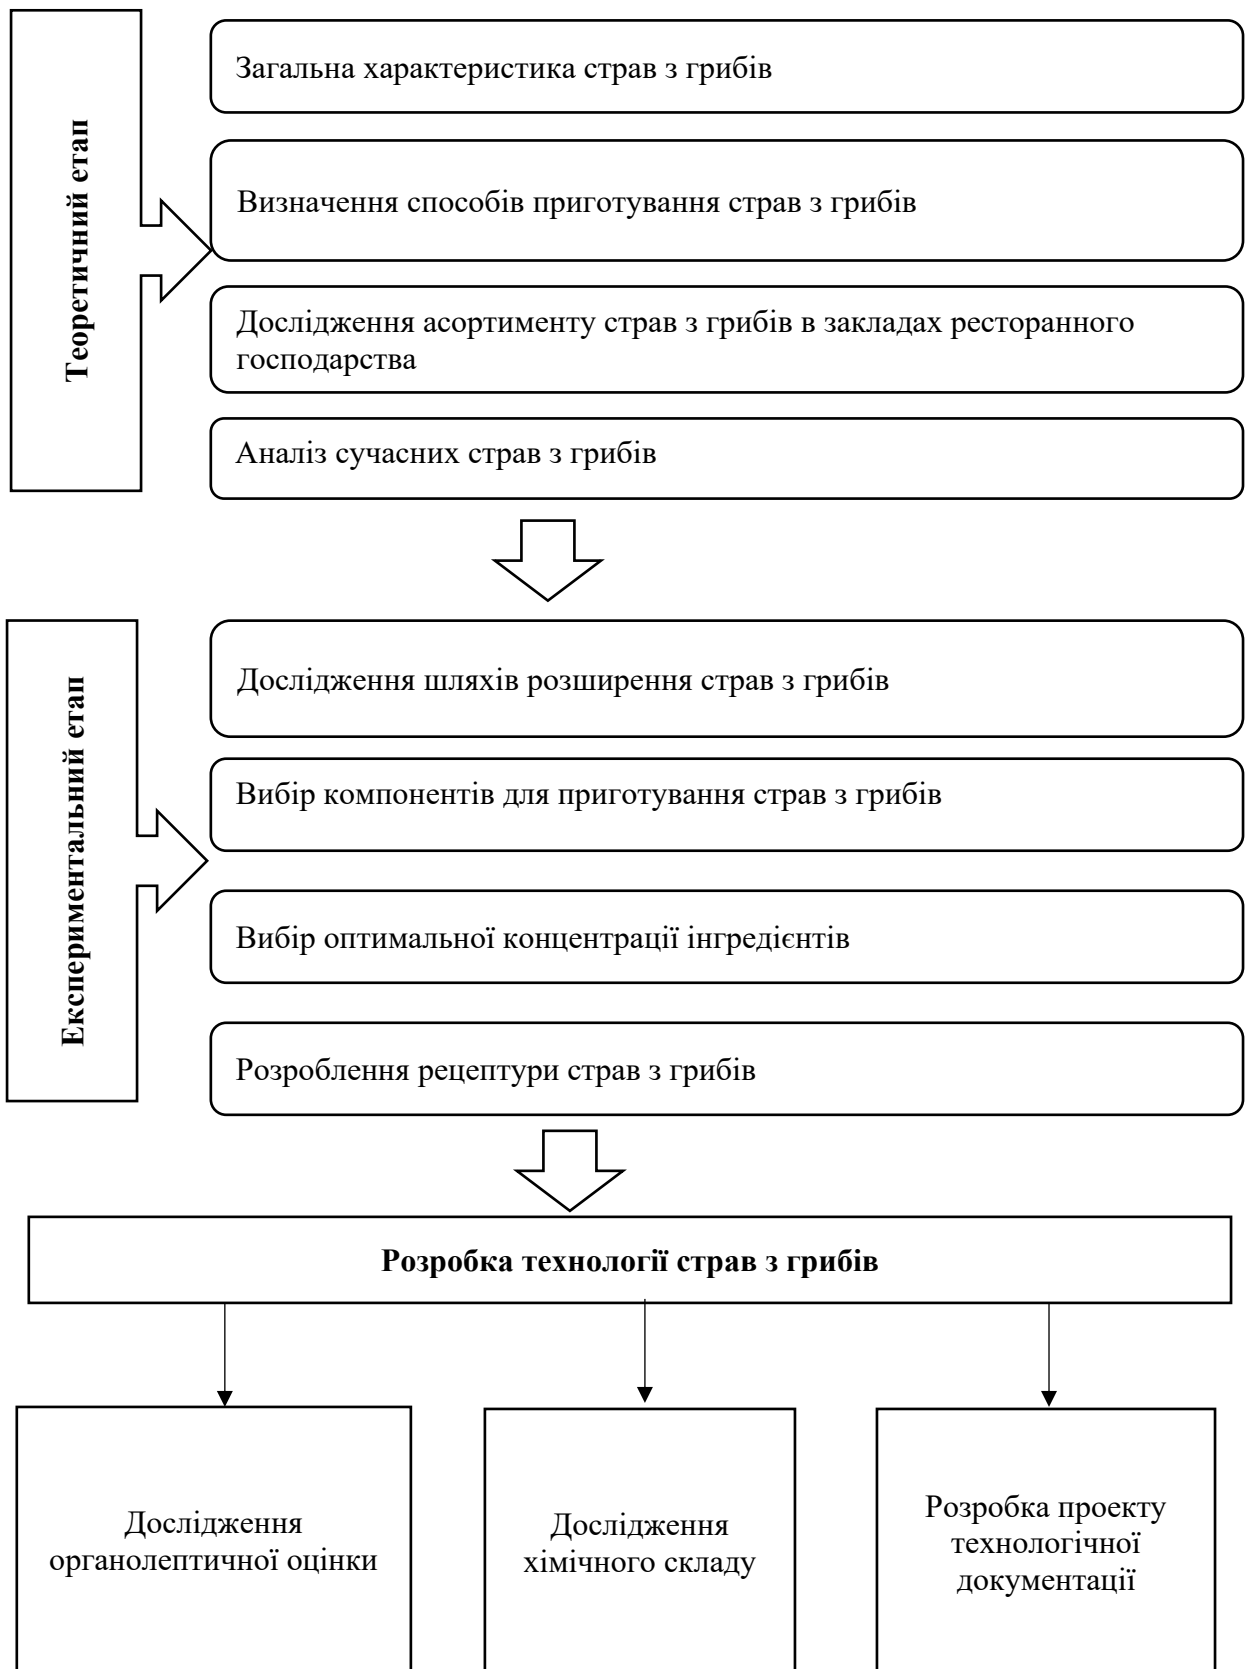 Теоретичний етап
Загальна характеристика страв з грибів
Визначення способів приготування страв з грибів
Дослідження асортименту страв з грибів в закладах ресторанного
господарства
Аналіз сучасних страв з грибів
Експериментальний етап
Дослідження шляхів розширення страв з грибів
Вибір компонентів для приготування страв з грибів
Вибір оптимальної концентрації інгредієнтів
Розроблення рецептури страв з грибів
Розробка технології страв з грибів
Дослідження
органолептичної оцінки
Дослідження
хімічного складу
Розробка проекту
технологічної
документації